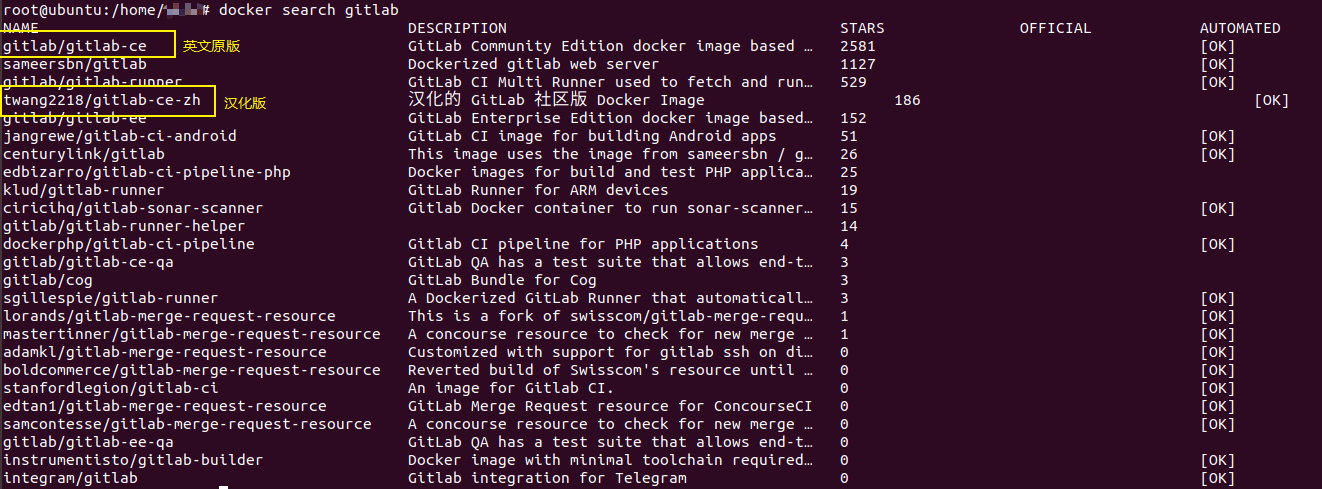 root@ubuntu:/home/ # docker search gitlab
NAME DESCRIPTION STARS OFFICIAL AUTOMATED
gitlab/gitlab-ce 英文原版 GitLab Community Edition docker image based … 2581 [OK]
sameersbn/gitlab Dockerized gitlab web server 1127 [OK]
gitlab/gitlab-runner GitLab CI Multi Runner used to fetch and run… 529 [OK]
twang2218/gitlab-ce-zh 汉化版 汉化的 GitLab 社区版 Docker Image 186 [OK]
gitlab/gitlab-ee GitLab Enterprise Edition docker image based… 152
jangrewe/gitlab-ci-android GitLab CI image for building Android apps 51 [OK]
centurylink/gitlab This image uses the image from sameersbn / g… 26 [OK]
edbizarro/gitlab-ci-pipeline-php Docker images for build and test PHP applica… 25
klud/gitlab-runner GitLab Runner for ARM devices 19
ciricihq/gitlab-sonar-scanner Gitlab Docker container to run sonar-scanner… 15 [OK]
gitlab/gitlab-runner-helper 14
dockerphp/gitlab-ci-pipeline Gitlab CI pipeline for PHP applications 4 [OK]
gitlab/gitlab-ce-qa GitLab QA has a test suite that allows end-t… 3
gitlab/cog GitLab Bundle for Cog 3
sgillespie/gitlab-runner A Dockerized GitLab Runner that automaticall… 3 [OK]
lorands/gitlab-merge-request-resource This is a fork of swisscom/gitlab-merge-requ… 1 [OK]
mastertinner/gitlab-merge-request-resource A concourse resource to check for new merge … 1 [OK]
adamkl/gitlab-merge-request-resource Customized with support for gitlab ssh on di… 0 [OK]
boldcommerce/gitlab-merge-request-resource Reverted build of Swisscom's resource until … 0 [OK]
stanfordlegion/gitlab-ci An image for Gitlab CI. 0 [OK]
edtan1/gitlab-merge-request-resource GitLab Merge Request resource for ConcourseCI 0 [OK]
samcontesse/gitlab-merge-request-resource A concourse resource to check for new merge … 0 [OK]
gitlab/gitlab-ee-qa GitLab QA has a test suite that allows end-t… 0
instrumentisto/gitlab-builder Docker image with minimal toolchain required… 0 [OK]
integram/gitlab Gitlab integration for Telegram 0 [OK]